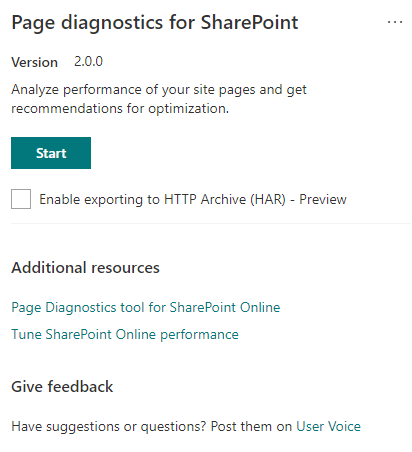 Page diagnostics for SharePoint
...
Version 2.0.0
Analyze performance of your site pages and get
recommendations for optimization.
Start
Enable exporting to HTTP Archive (HAR) - Preview
Additional resources
Page Diagnostics tool for SharePoint Online
Tune SharePoint Online performance
Give feedback
Have suggestions or questions? Post them on User Voice